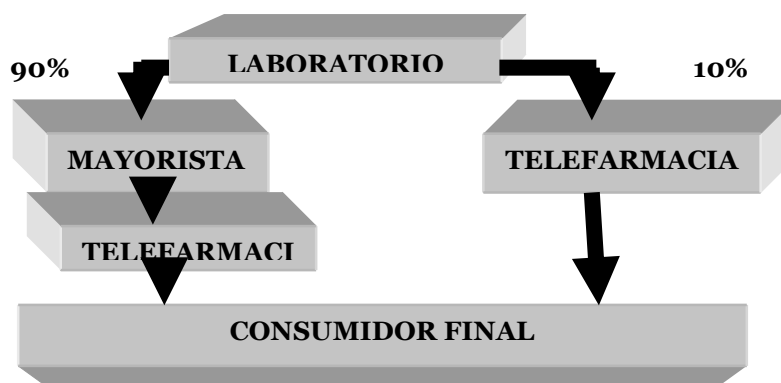 LABORATORIO
90%
10%
MAYORISTA
TELEFARMACIA
TELEFARMACI
CONSUMIDOR FINAL